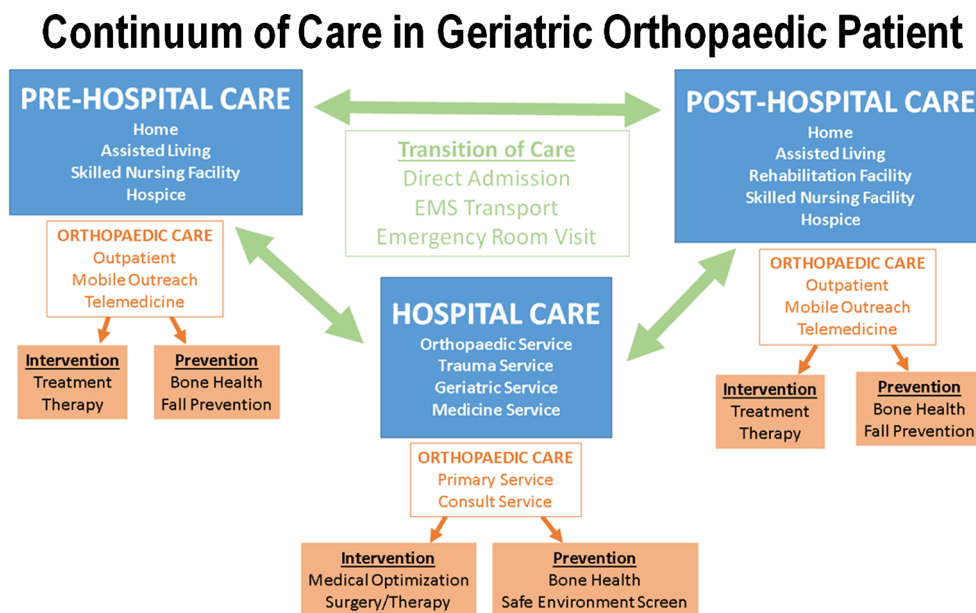 Continuum of Care in Geriatric Orthopaedic Patient
PRE-HOSPITAL CARE
Home
Assisted Living
Skilled Nursing Facility
Hospice
ORTHOPAEDIC CARE
Outpatient
Mobile Outreach
Telemedicine
Intervention
Treatment
Therapy
Prevention
Bone Health
Fall Prevention
Transition of Care
Direct Admission
EMS Transport
Emergency Room Visit
HOSPITAL CARE
Orthopaedic Service
Trauma Service
Geriatric Service
Medicine Service
ORTHOPAEDIC CARE
Primary Service
Consult Service
Intervention
Medical Optimization
Surgery/Therapy
Prevention
Bone Health
Safe Environment Screen
POST-HOSPITAL CARE
Home
Assisted Living
Rehabilitation Facility
Skilled Nursing Facility
Hospice
ORTHOPAEDIC CARE
Outpatient
Mobile Outreach
Telemedicine
Intervention
Treatment
Therapy
Prevention
Bone Health
Fall Prevention